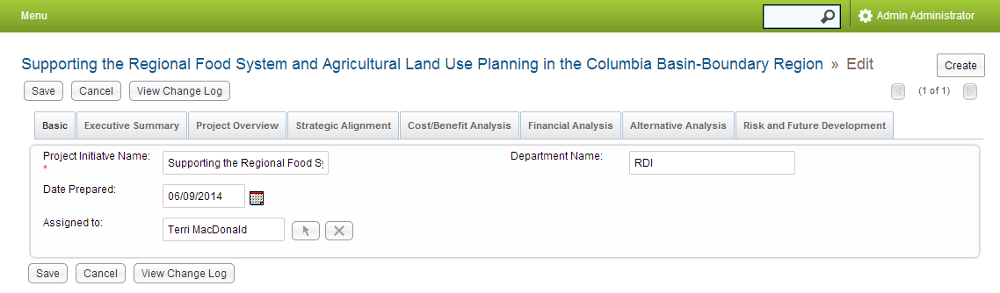 Menu
Admin Administrator
Supporting the Regional Food System and Agricultural Land Use Planning in the Columbia Basin-Boundary Region » Edit
Create
Save Cancel View Change Log
(1 of 1)
Basic Executive Summary Project Overview Strategic Alignment Cost/Benefit Analysis Financial Analysis Alternative Analysis Risk and Future Development
Project Initiatve Name: * Supporting the Regional Food Sy Department Name: RDI
Date Prepared: 06/09/2014
Assigned to: Terri MacDonald
Save Cancel View Change Log